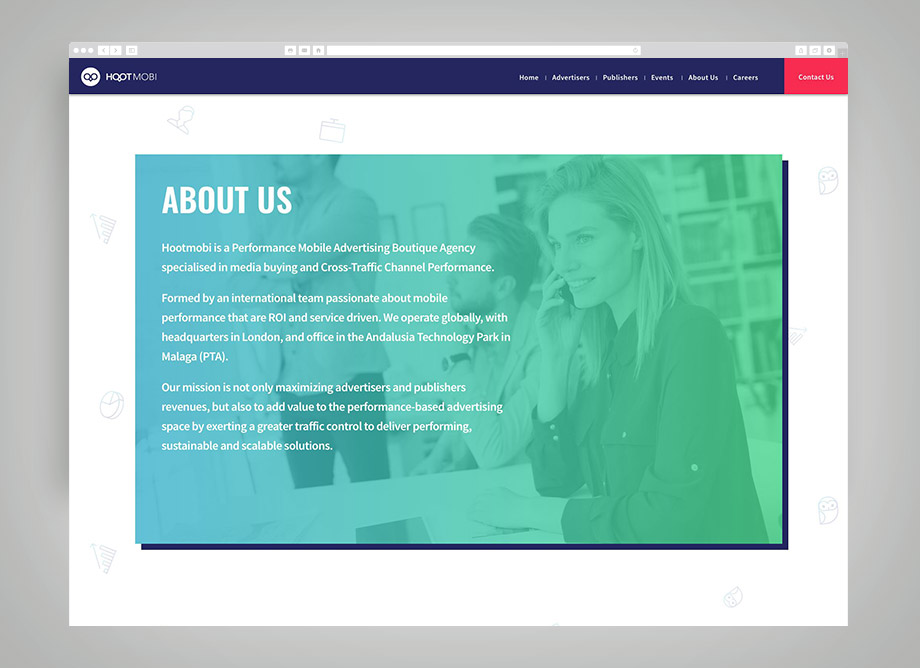 HOOTMOBI
Home | Advertisers | Publishers | Events | About Us | Careers
Contact Us
ABOUT US
Hootmobi is a Performance Mobile Advertising Boutique Agency
specialised in media buying and Cross-Traffic Channel Performance.
Formed by an international team passionate about mobile
performance that are ROI and service driven. We operate globally, with
headquarters in London, and office in the Andalusia Technology Park in
Malaga (PTA).
Our mission is not only maximizing advertisers and publishers
revenues, but also to add value to the performance-based advertising
space by exerting a greater traffic control to deliver performing,
sustainable and scalable solutions.